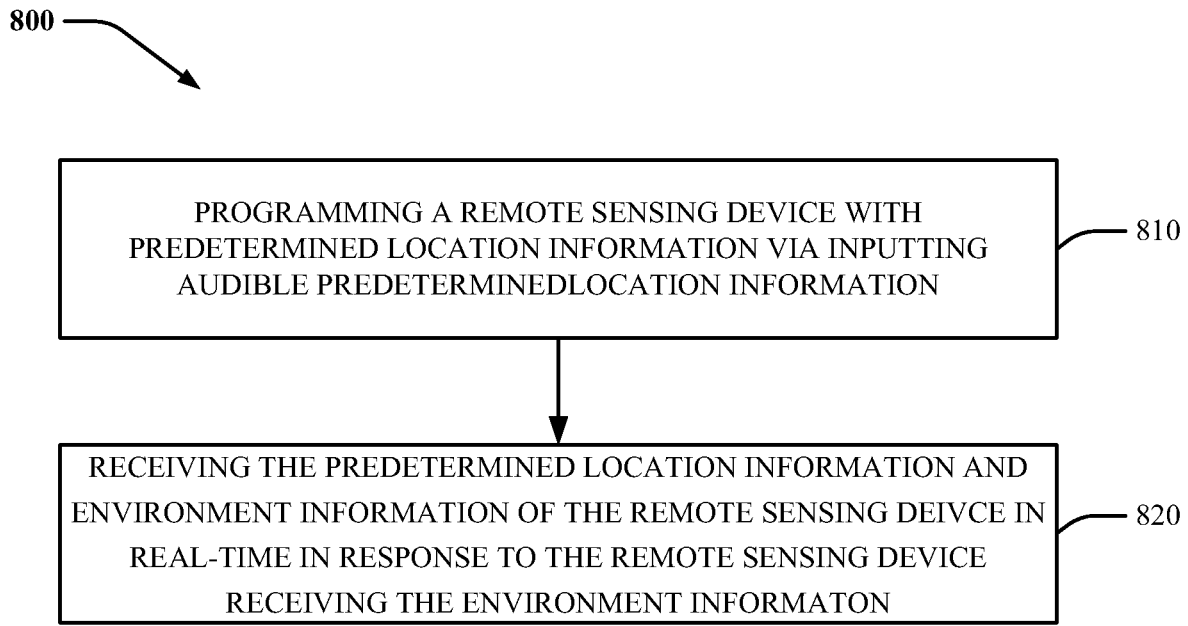 800
PROGRAMMING A REMOTE SENSING DEVICE WITH
PREDETERMINED LOCATION INFORMATION VIA INPUTTING
AUDIBLE PREDETERMINEDLOCATION INFORMATION
810
RECEIVING THE PREDETERMINED LOCATION INFORMATION AND
ENVIRONMENT INFORMATION OF THE REMOTE SENSING DEIVCE IN
REAL-TIME IN RESPONSE TO THE REMOTE SENSING DEVICE
RECEIVING THE ENVIRONMENT INFORMATON
820